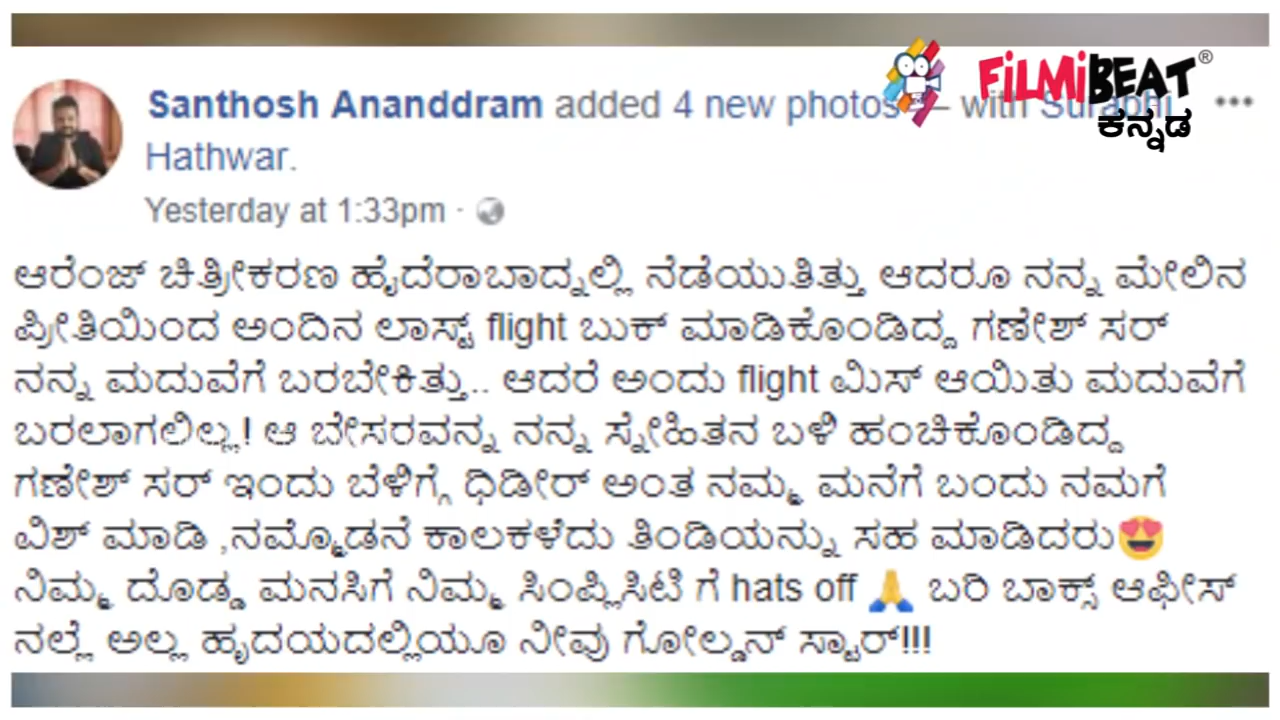 FiLMiBEAT®
ಕನ್ನಡ
Santhosh Ananddram added 4 new photos — with Surabhi
Hathwar.
Yesterday at 1:33pm ·
ಆರೆಂಜ್ ಚಿತ್ರೀಕರಣ ಹೈದೆರಾಬಾದ್ನಲ್ಲಿ ನೆಡೆಯುತಿತ್ತು ಆದರೂ ನನ್ನ ಮೇಲಿನ
ಪ್ರೀತಿಯಿಂದ ಅಂದಿನ ಲಾಸ್ಟ್ flight ಬುಕ್ ಮಾಡಿಕೊಂಡಿದ್ದ ಗಣೇಶ್ ಸರ್
ನನ್ನ ಮದುವೆಗೆ ಬರಬೇಕಿತ್ತು.. ಆದರೆ ಅಂದು flight ಮಿಸ್ ಆಯಿತು ಮದುವೆಗೆ
ಬರಲಾಗಲಿಲ್ಲ.! ಆ ಬೇಸರವನ್ನ ನನ್ನ ಸ್ನೇಹಿತನ ಬಳಿ ಹಂಚಿಕೊಂಡಿದ್ದ
ಗಣೇಶ್ ಸರ್ ಇಂದು ಬೆಳಿಗ್ಗೆ ಧಿಡೀರ್ ಅಂತ ನಮ್ಮ ಮನೆಗೆ ಬಂದು ನಮಗೆ
ವಿಶ್ ಮಾಡಿ ,ನಮ್ಮೊಡನೆ ಕಾಲಕಳೆದು ತಿಂಡಿಯನ್ನು ಸಹ ಮಾಡಿದರು😍
ನಿಮ್ಮ ದೊಡ್ಡ ಮನಸಿಗೆ ನಿಮ್ಮ ಸಿಂಪ್ಲಿಸಿಟಿ ಗೆ hats off 🙏 ಬರಿ ಬಾಕ್ಸ್ ಆಫೀಸ್
ನಲ್ಲೆ ಅಲ್ಲ ಹೃದಯದಲ್ಲಿಯೂ ನೀವು ಗೋಲ್ಡನ್ ಸ್ಟಾರ್!!!